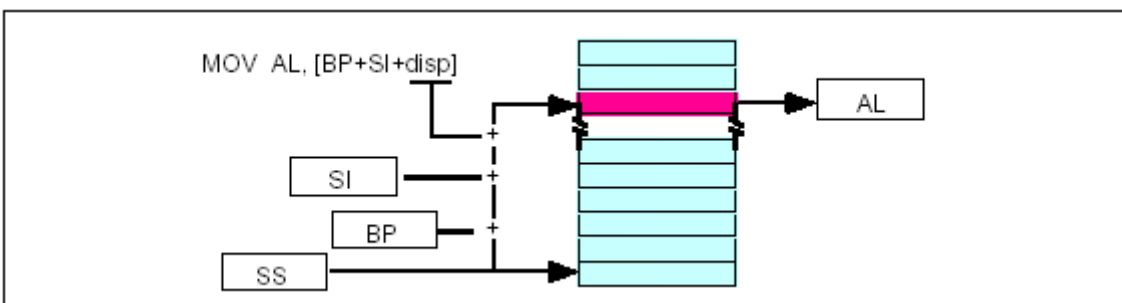 MOV AL, [BP+SI+disp]
AL
+
SI
+
BP
+
SS